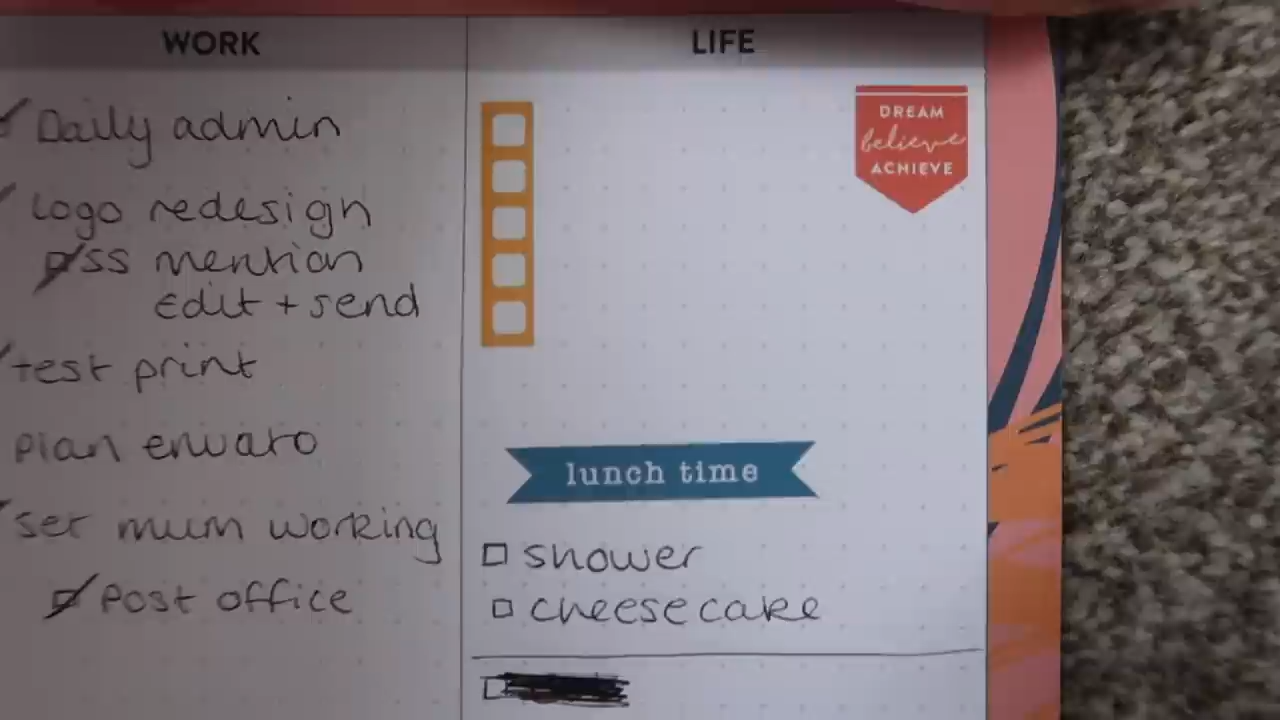 WORK
Daily admin
logo redesign
SS mention
edit + send
test print
plan envato
set mum working
Post office
LIFE
DREAM
believe
ACHIEVE
lunch time
shower
cheesecake